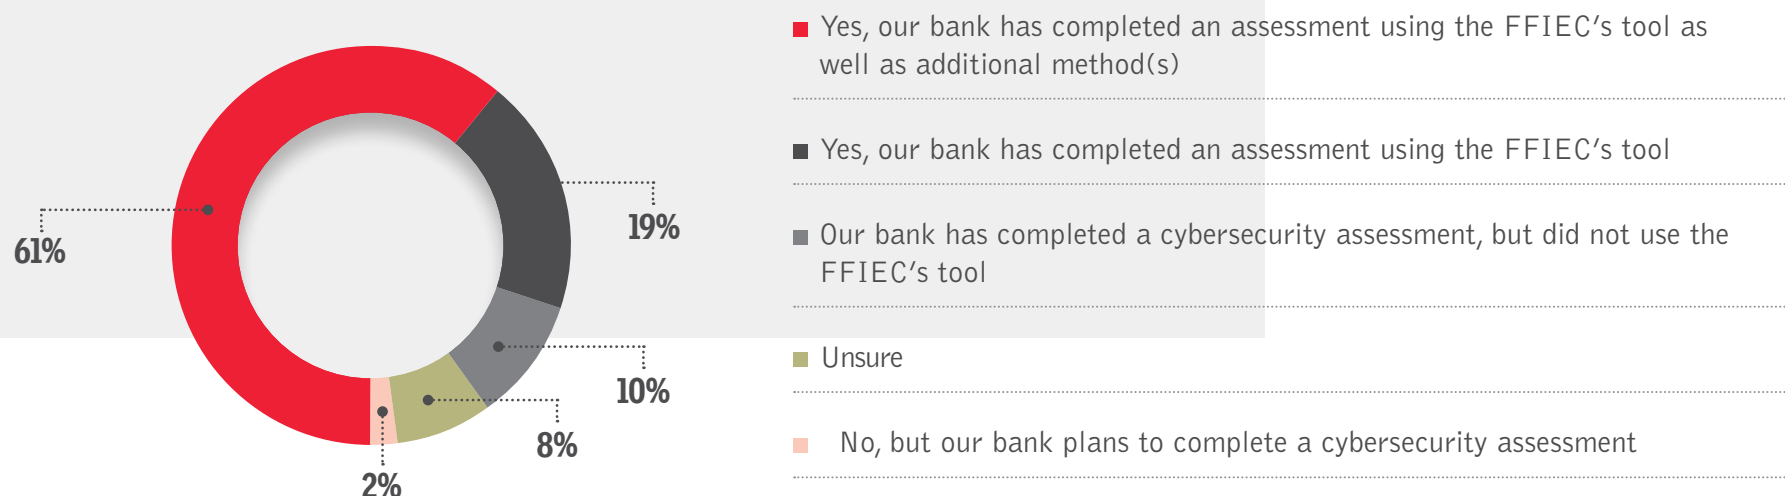 61%
19%
10%
8%
2%
Yes, our bank has completed an assessment using the FFIEC's tool as
well as additional method(s)
Yes, our bank has completed an assessment using the FFIEC's tool
Our bank has completed a cybersecurity assessment, but did not use the
FFIEC's tool
Unsure
No, but our bank plans to complete a cybersecurity assessment